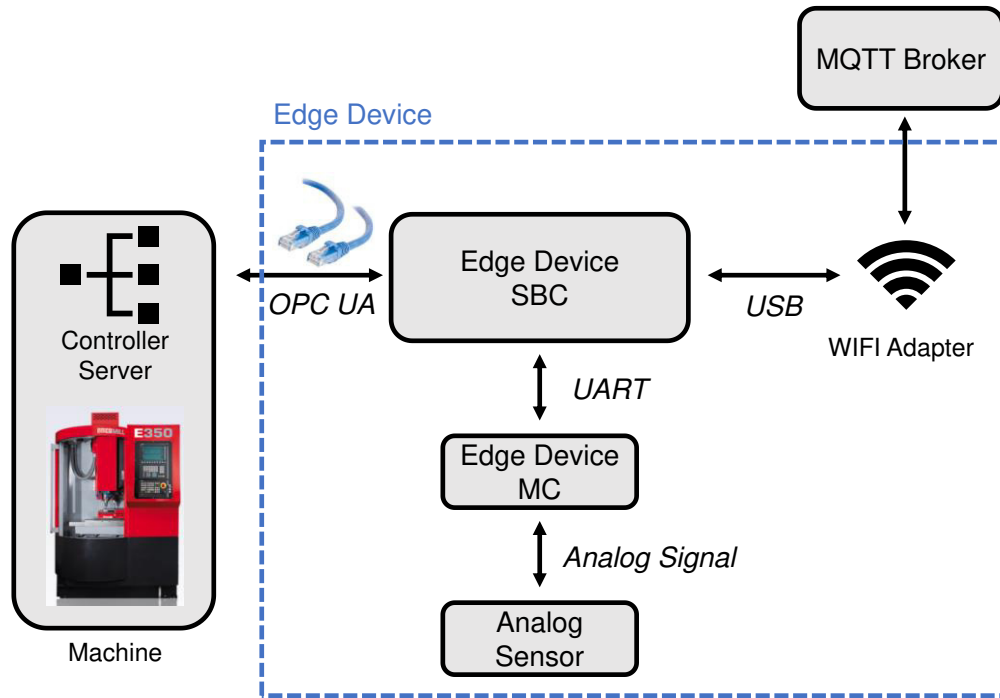 MQTT Broker
Edge Device
Edge Device
SBC
OPC UA
USB
Controller
Server
WIFI Adapter
UART
E350
Edge Device
MC
Analog Signal
Analog
Sensor
Machine